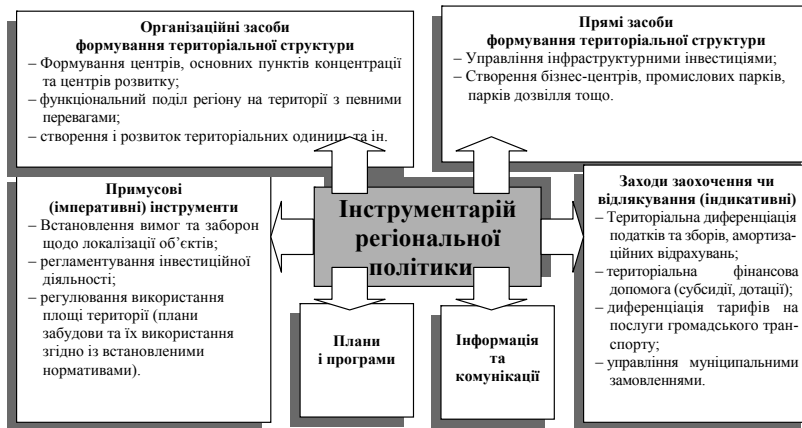 Організаційні засоби
формування територіальної структури
– Формування центрів, основних пунктів концентрації
та центрів розвитку;
– функціональний поділ регіону на території з певними
перевагами;
– створення і розвиток територіальних одиниць та ін.
Прямі засоби
формування територіальної структури
– Управління інфраструктурними інвестиціями;
– Створення бізнес-центрів, промислових парків,
парків дозвілля тощо.
Примусові
(імперативні) інструменти
– Встановлення вимог та заборон
щодо локалізації об’єктів;
– регламентування інвестиційної
діяльності;
– регулювання використання
площі території (плани
забудови та їх використання
згідно із встановленими
нормативами).
Інструментарій
регіональної
політики
Заходи заохочення чи
відлякування (індикативні)
– Територіальна диференціація
податків та зборів, амортиза-
ційних відрахувань;
– територіальна фінансова
допомога (субсидії, дотації);
– диференціація тарифів на
послуги громадського тран-
спорту;
– управління муніципальними
замовленнями.
Плани
і програми
Інформація
та
комунікації